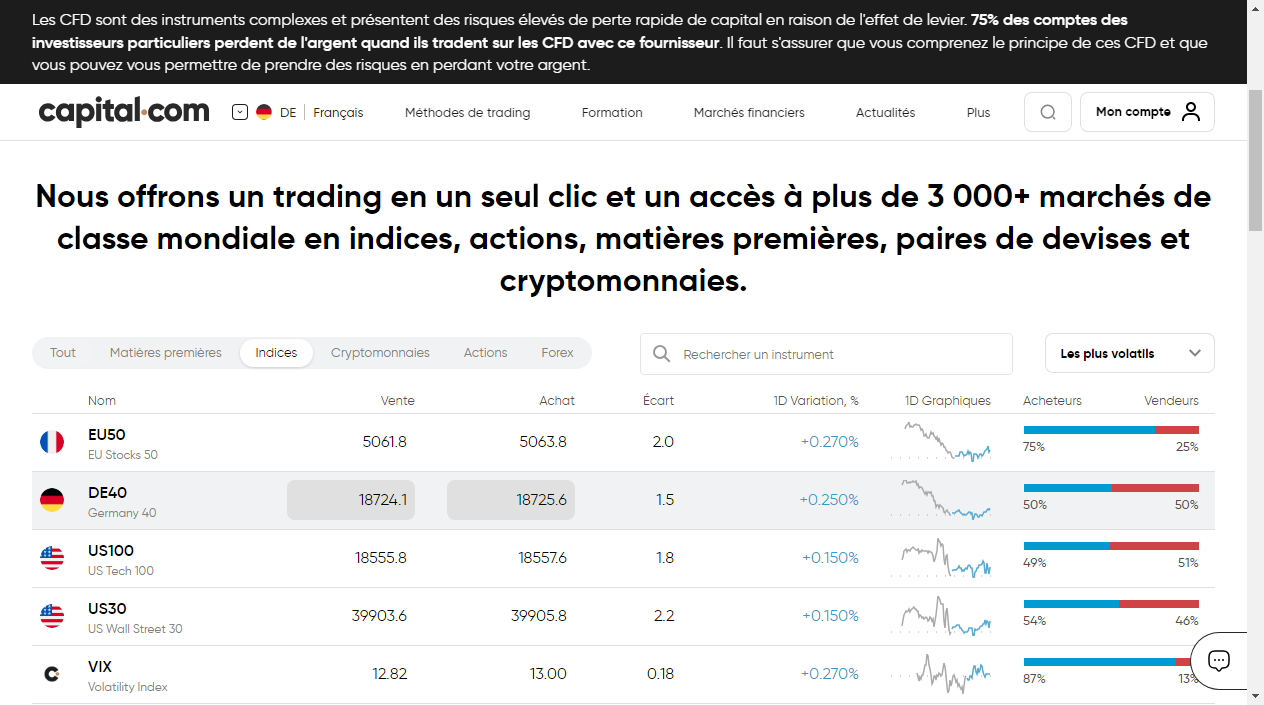 Les CFD sont des instruments complexes et présentent des risques élevés de perte rapide de capital en raison de l'effet de levier. 75% des comptes des
investisseurs particuliers perdent de l'argent quand ils tradent sur les CFD avec ce fournisseur. Il faut s'assurer que vous comprenez le principe de ces CFD et que
vous pouvez vous permettre de prendre des risques en perdant votre argent.
capital.com DE Français Méthodes de trading Formation Marchés financiers Actualités Plus Mon compte
Nous offrons un trading en un seul clic et un accès à plus de 3 000+ marchés de
classe mondiale en indices, actions, matières premières, paires de devises et
cryptomonnaies.
Tout Matières premières Indices Cryptomonnaies Actions Forex Rechercher un instrument Les plus volatils
Nom Vente Achat Écart 1D Variation, % 1D Graphiques Acheteurs Vendeurs
EU50 5061.8 5063.8 2.0 +0.270%
EU Stocks 50 75% 25%
DE40 18724.1 18725.6 1.5 +0.250%
Germany 40 50% 50%
US100 18555.8 18557.6 1.8 +0.150%
US Tech 100 49% 51%
US30 39903.6 39905.8 2.2 +0.150%
US Wall Street 30 54% 46%
VIX 12.82 13.00 0.18 +0.270%
Volatility Index 87% 13%